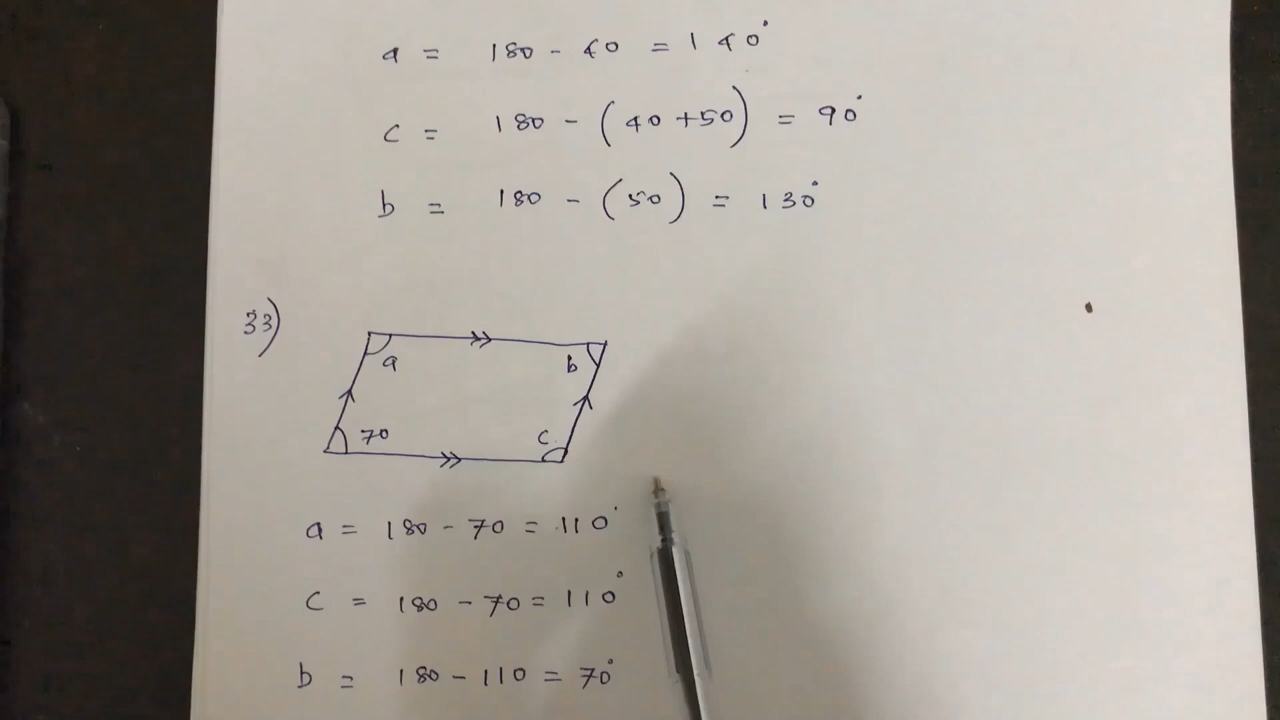 a = 180 - 40 = 140°
c = 180 - (40 + 50) = 90°
b = 180 - (50) = 130°
33)
a b
70 c
a = 180 - 70 = 110°
c = 180 - 70 = 110°
b = 180 - 110 = 70°